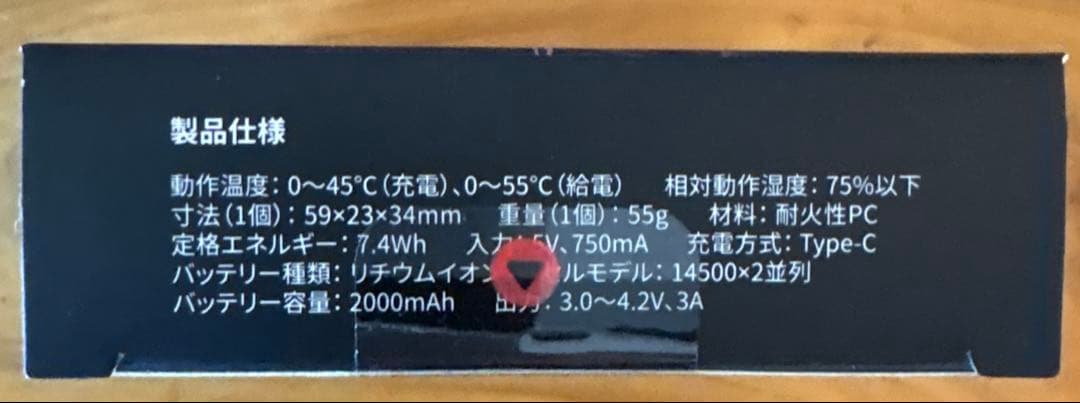 製品仕様
動作温度：0～45℃（充電）、0～55℃（給電） 相対動作湿度：75%以下
寸法（1個）：59×23×34mm 重量（1個）：55g 材料：耐火性PC
定格エネルギー：7.4Wh 入力：5V、750mA 充電方式：Type-C
バッテリー種類：リチウムイオン ルモデル：14500×2並列
バッテリー容量：2000mAh 出力：3.0～4.2V、3A